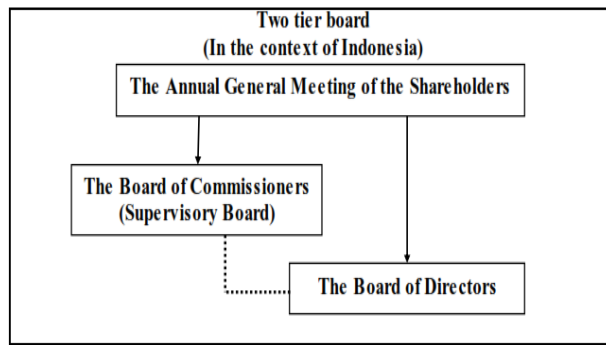 Two tier board
(In the context of Indonesia)
The Annual General Meeting of the Shareholders
The Board of Commissioners
(Supervisory Board)
The Board of Directors